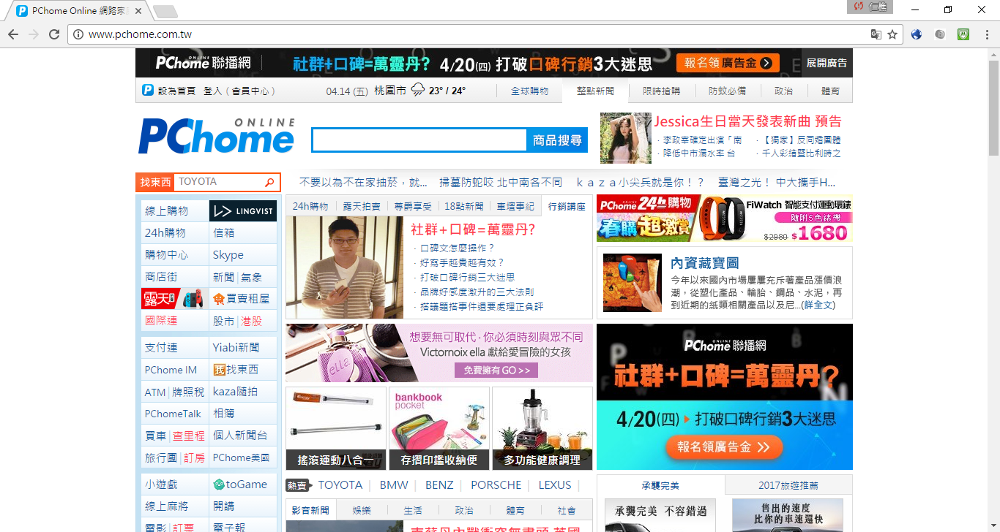 PChome Online 網路家
仁樵
www.pchome.com.tw
PChome ONLINE 聯播網
社群+口碑=萬靈丹? 4/20(四) 打破口碑行銷3大迷思
報名領 廣告金
展開廣告
設為首頁 登入 ( 會員中心 )
04.14 (五) 桃園市 23° / 24°
全球購物 整點新聞 限時搶購 防蚊必備 政治 體育
PChome ONLINE
商品搜尋
Jessica生日當天發表新曲 預告
· 李政宰確定出演「南 · 【獨家】反同婚團體
· 降低中市漏水率 台 · 千人彩繪暨比利時之
找東西 TOYOTA
不要以為不在家抽菸，就... 掃墓防蛇咬 北中南各不同 ｋａｚａ小尖兵就是你！？ 臺灣之光！ 中大攜手H...
線上購物 LINGVIST
24h購物 信箱
購物中心 Skype
商店街 新聞 | 氣象
露天 買賣租屋
國際連 股市 | 港股
支付連 Yiabi新聞
PChome IM 找 找東西
ATM | 牌照稅 kaza隨拍
PChomeTalk 相簿
買車 | 查里程 個人新聞台
旅行團 | 訂房 PChome美國
小遊戲 toGame
線上麻將 開講
電影 | 訂票 電子報
24h購物 露天拍賣 尊爵享受 18點新聞 車壇事紀 行銷講座
社群+口碑=萬靈丹?
· 口碑文怎麼操作？
· 好寫手越貴越有效？
· 打破口碑行銷三大迷思
· 品牌好感度激升的三大法則
· 搭議題搭事件還要處理正負評
ella
想要無可取代 · 你必須時刻與眾不同
Victornoix ella 獻給愛冒險的女孩
免費擁有 GO >>
搖滾運動八合一
bankbook
pocket
存摺印鑑收納便
多功能健康調理
熱賣 TOYOTA | BMW | BENZ | PORSCHE | LEXUS |
影音新聞 娛樂 生活 政治 體育 社會
PChome 24h購物
春購超激賞
FiWatch 智能支付運動環錶
隨附5色錶帶
$2980 $1680
內資藏寶圖
今年以來國內市場屢屢充斥著產品漲價浪
潮，從塑化產品、輪胎、鋼品、水泥，再
到近期的紙類相關產品以及尼...(詳全文)
PChome ONLINE 聯播網
社群+口碑=萬靈丹?
4/20(四) 打破口碑行銷3大迷思
報名領廣告金
承襲完美 2017旅遊推薦
承襲完美 不容錯過
售出的速度
比你的車速還快